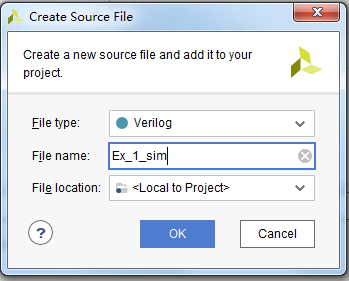 Create Source File
Create a new source file and add it to your
project.
File type: Verilog
File name: Ex_1_sim
File location: <Local to Project>
? OK Cancel